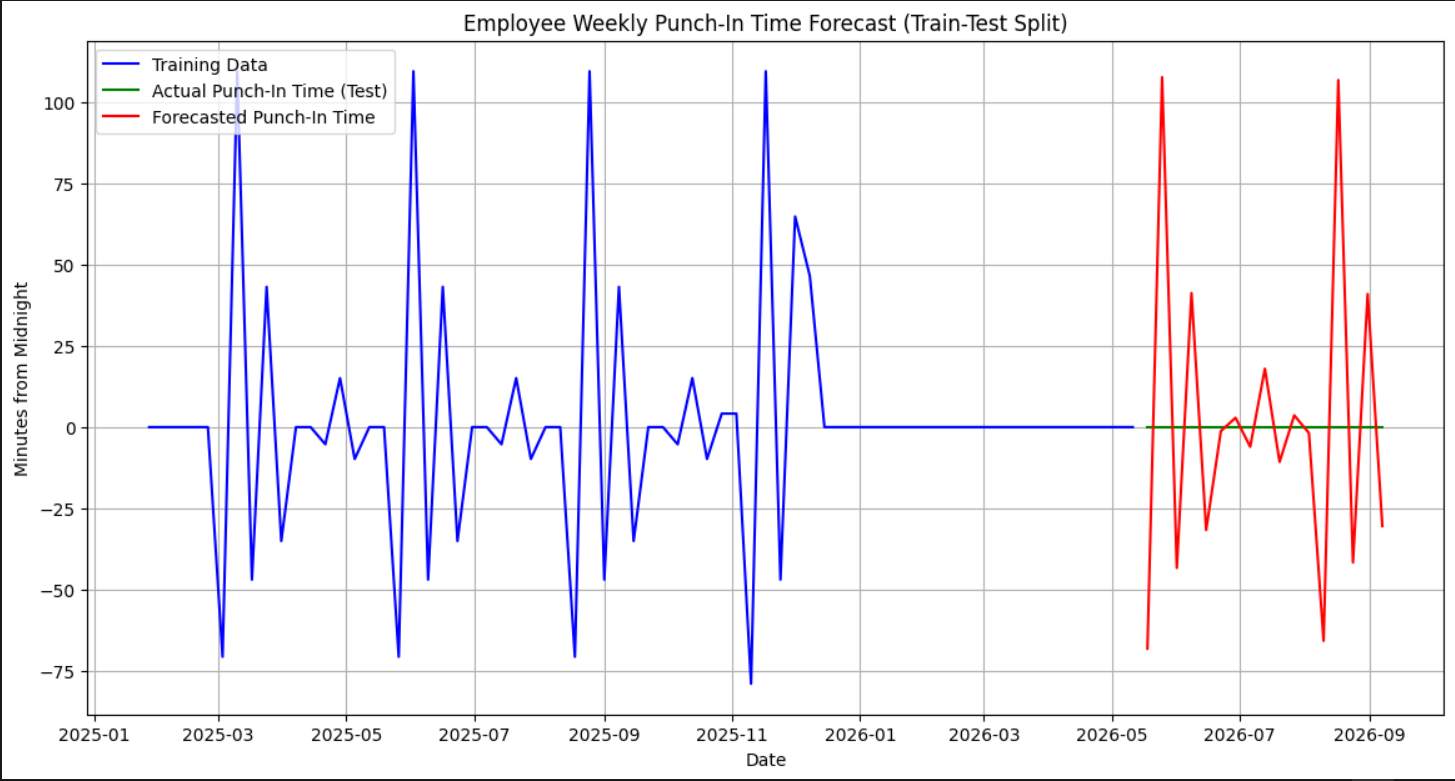 Employee Weekly Punch-In Time Forecast (Train-Test Split)
Training Data
Actual Punch-In Time (Test)
Forecasted Punch-In Time
Minutes from Midnight
100
75
50
25
0
−25
−50
−75
2025-01 2025-03 2025-05 2025-07 2025-09 2025-11 2026-01 2026-03 2026-05 2026-07 2026-09
Date